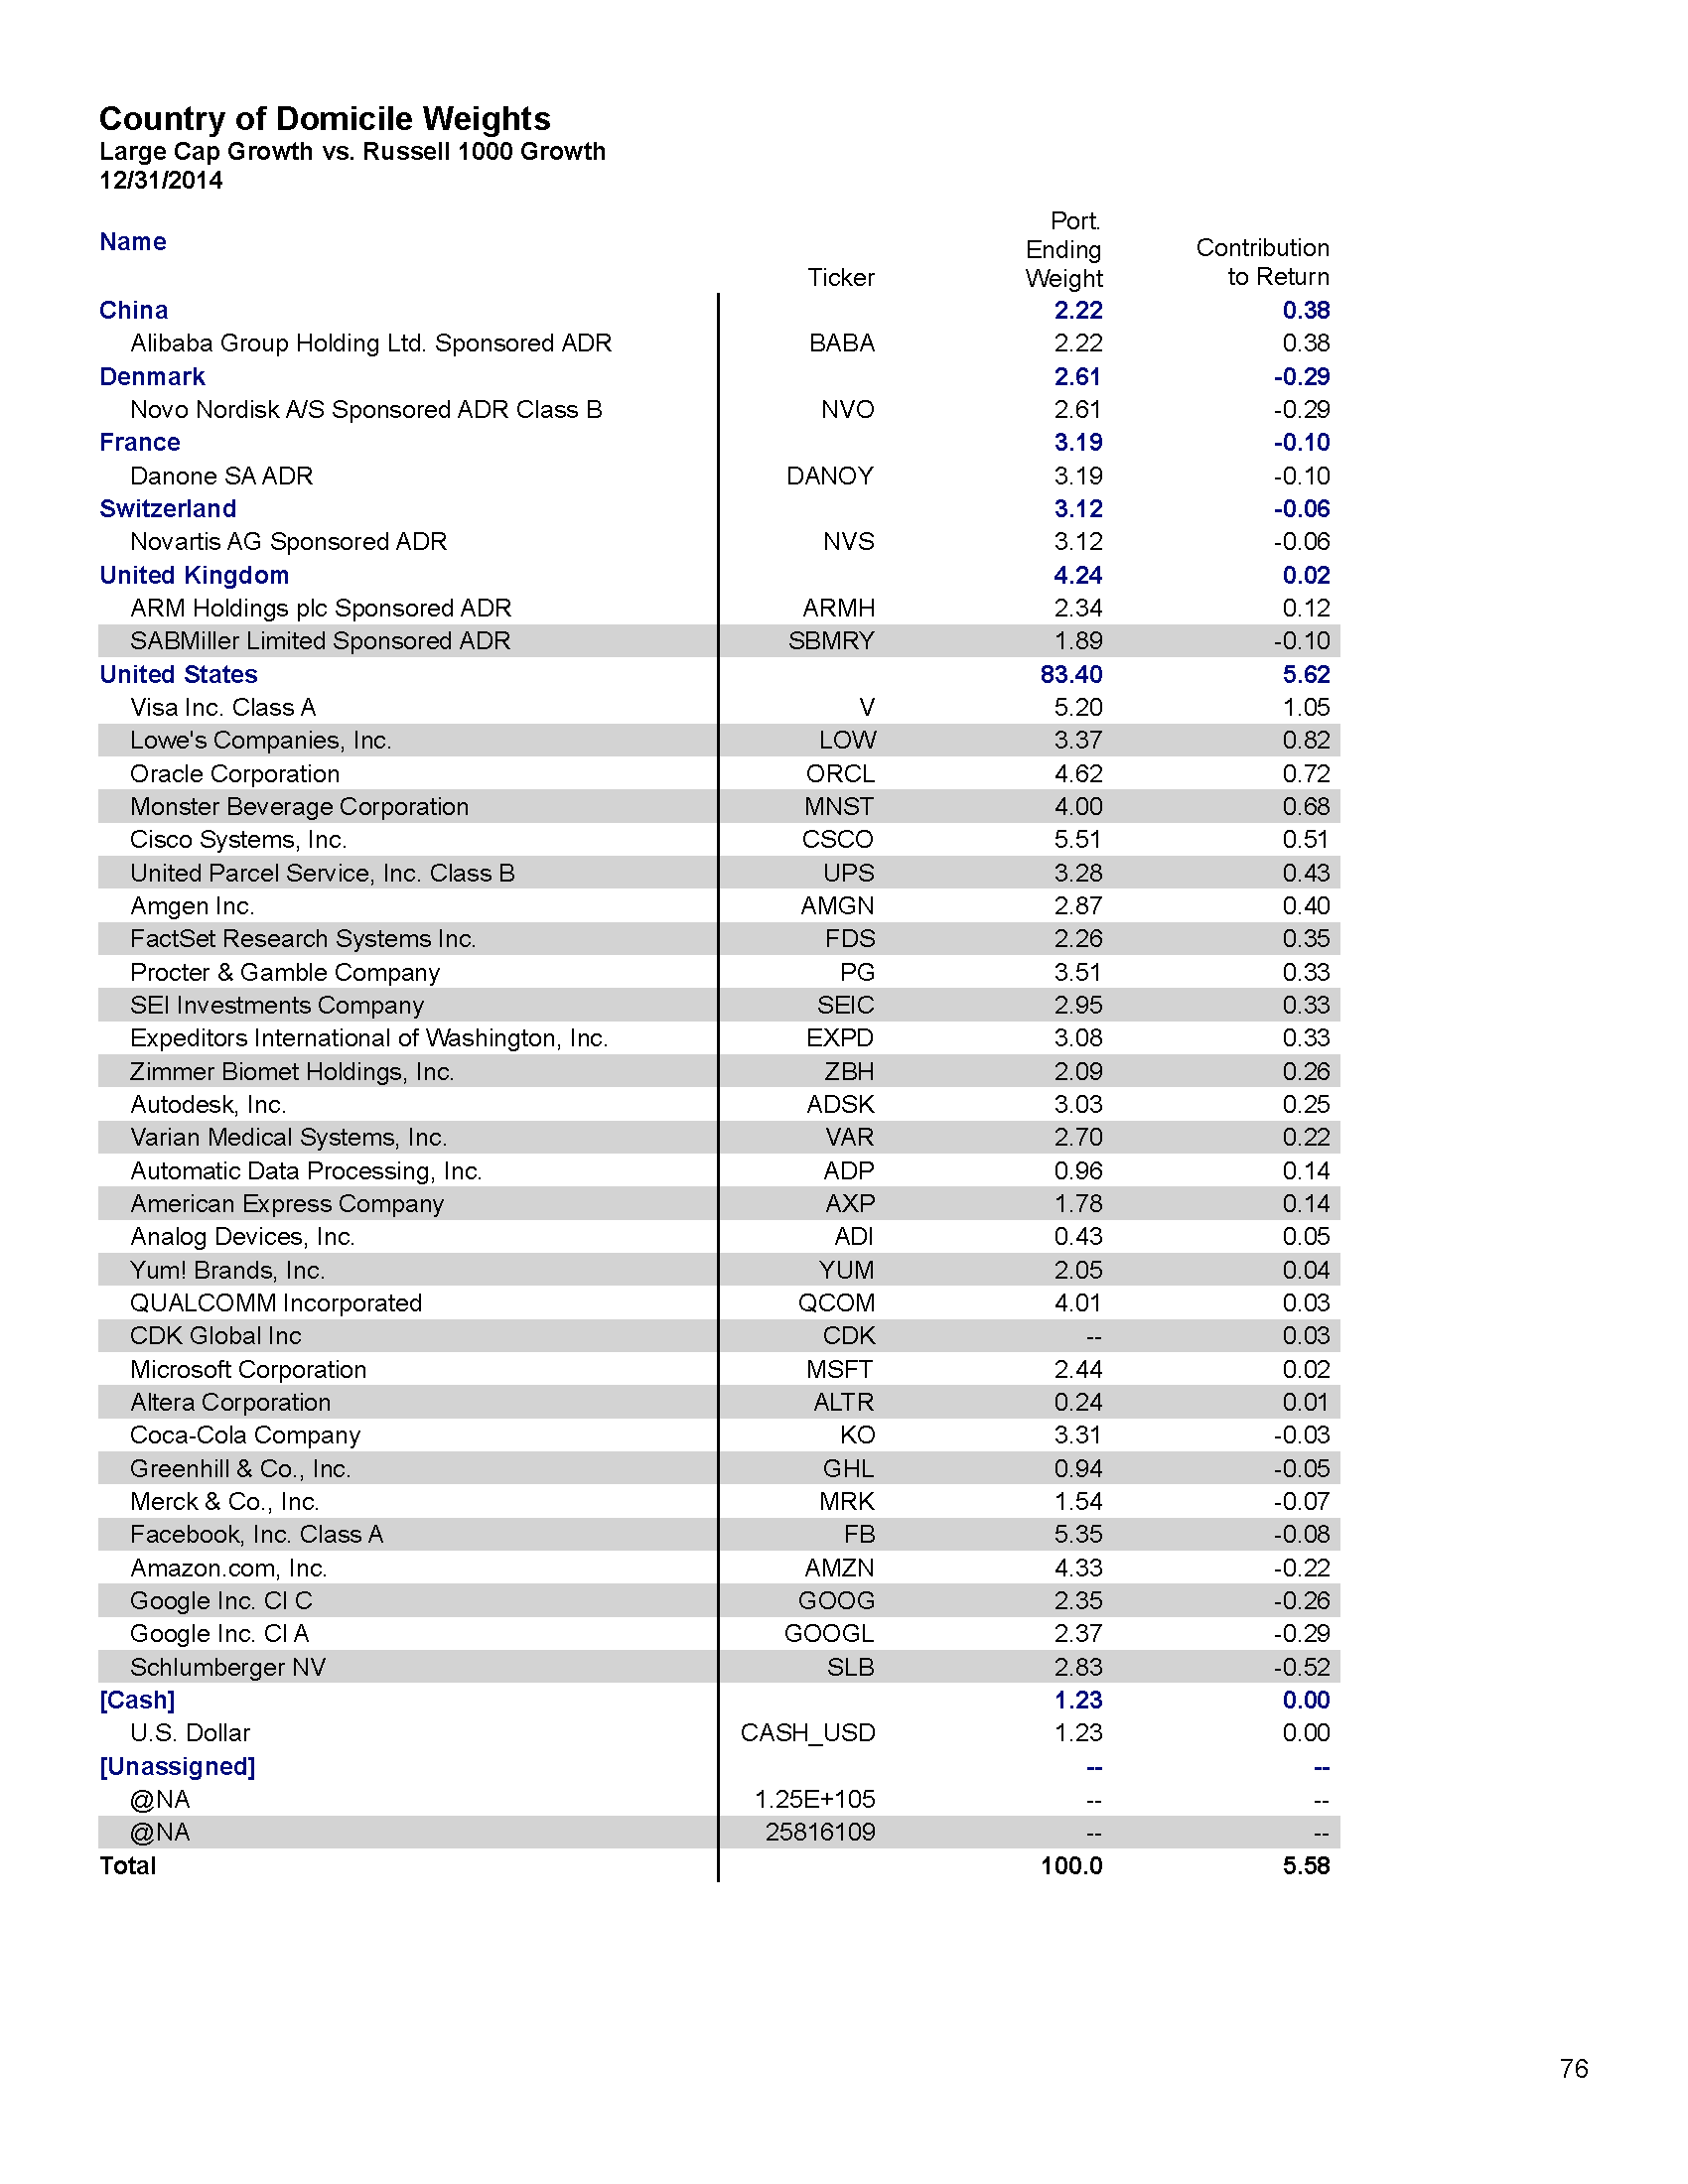 Country of Domicile Weights
Large Cap Growth vs. Russell 1000 Growth
12/31/2014
Name Ticker Port. Ending Weight Contribution to Return
China 2.22 0.38
Alibaba Group Holding Ltd. Sponsored ADR BABA 2.22 0.38
Denmark 2.61 -0.29
Novo Nordisk A/S Sponsored ADR Class B NVO 2.61 -0.29
France 3.19 -0.10
Danone SA ADR DANOY 3.19 -0.10
Switzerland 3.12 -0.06
Novartis AG Sponsored ADR NVS 3.12 -0.06
United Kingdom 4.24 0.02
ARM Holdings plc Sponsored ADR ARMH 2.34 0.12
SABMiller Limited Sponsored ADR SBMRY 1.89 -0.10
United States 83.40 5.62
Visa Inc. Class A V 5.20 1.05
Lowe's Companies, Inc. LOW 3.37 0.82
Oracle Corporation ORCL 4.62 0.72
Monster Beverage Corporation MNST 4.00 0.68
Cisco Systems, Inc. CSCO 5.51 0.51
United Parcel Service, Inc. Class B UPS 3.28 0.43
Amgen Inc. AMGN 2.87 0.40
FactSet Research Systems Inc. FDS 2.26 0.35
Procter & Gamble Company PG 3.51 0.33
SEI Investments Company SEIC 2.95 0.33
Expeditors International of Washington, Inc. EXPD 3.08 0.33
Zimmer Biomet Holdings, Inc. ZBH 2.09 0.26
Autodesk, Inc. ADSK 3.03 0.25
Varian Medical Systems, Inc. VAR 2.70 0.22
Automatic Data Processing, Inc. ADP 0.96 0.14
American Express Company AXP 1.78 0.14
Analog Devices, Inc. ADI 0.43 0.05
Yum! Brands, Inc. YUM 2.05 0.04
QUALCOMM Incorporated QCOM 4.01 0.03
CDK Global Inc CDK -- 0.03
Microsoft Corporation MSFT 2.44 0.02
Altera Corporation ALTR 0.24 0.01
Coca-Cola Company KO 3.31 -0.03
Greenhill & Co., Inc. GHL 0.94 -0.05
Merck & Co., Inc. MRK 1.54 -0.07
Facebook, Inc. Class A FB 5.35 -0.08
Amazon.com, Inc. AMZN 4.33 -0.22
Google Inc. Cl C GOOG 2.35 -0.26
Google Inc. Cl A GOOGL 2.37 -0.29
Schlumberger NV SLB 2.83 -0.52
[Cash] 1.23 0.00
U.S. Dollar CASH_USD 1.23 0.00
[Unassigned] -- --
@NA 1.25E+105 -- --
@NA 25816109 -- --
Total 100.0 5.58
76